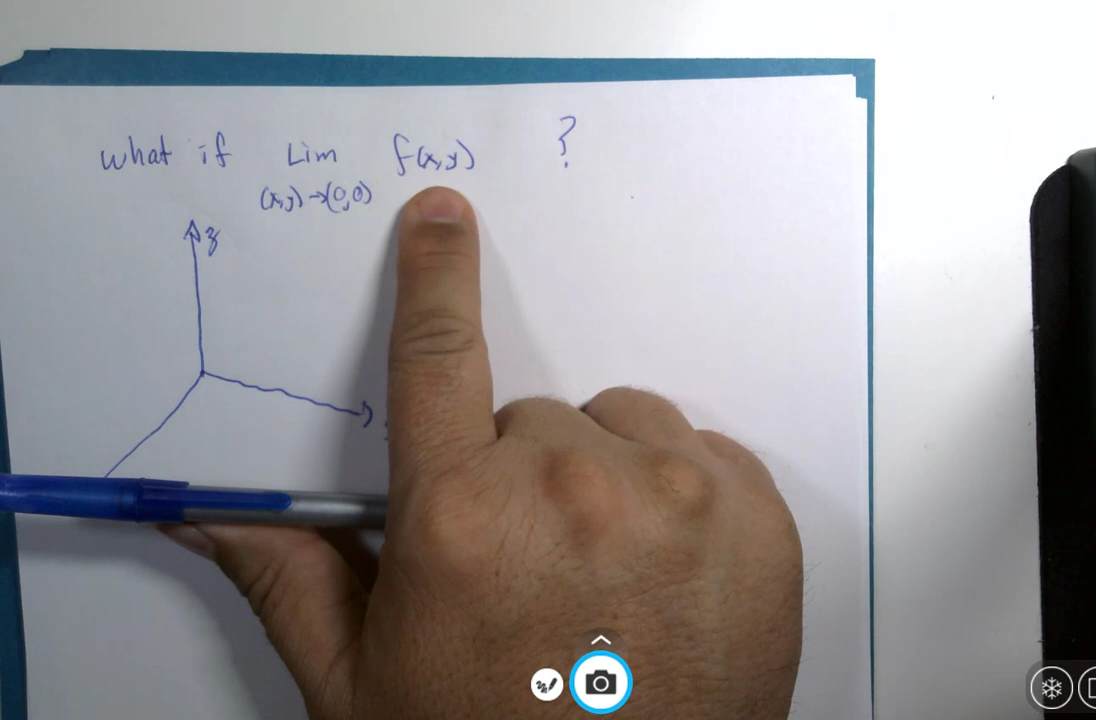 what if Lim f(x,y) ?
(x,y)→(0,0)
z